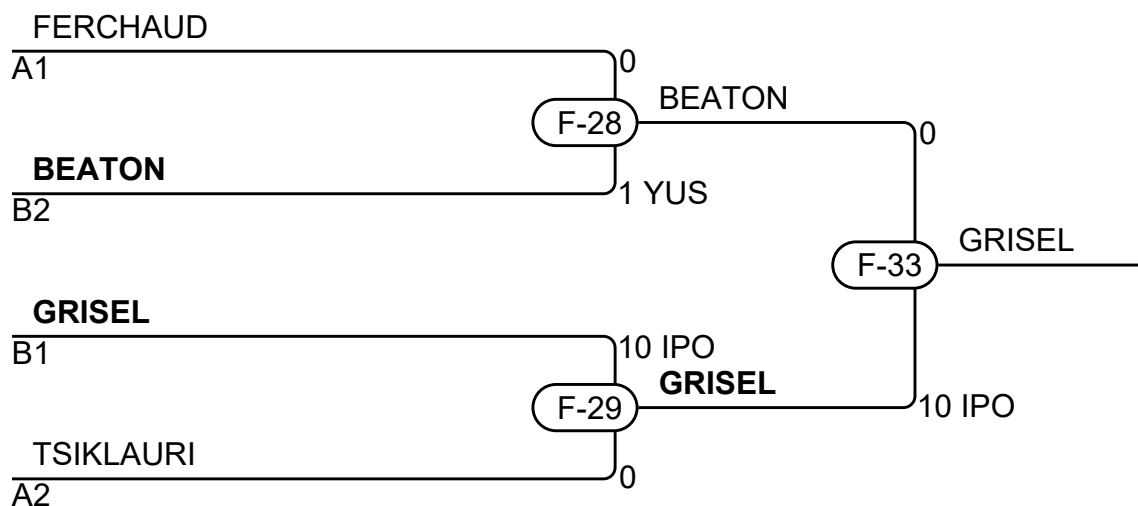 FERCHAUD
A1
0
F-28
BEATON
0
BEATON
B2
1 YUS
F-33
GRISEL
GRISEL
B1
10 IPO
GRISEL
F-29
10 IPO
TSIKLAURI
A2
0